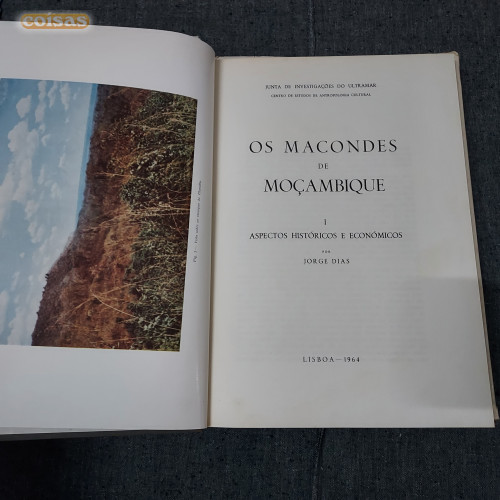 coisas
JUNTA DE INVESTIGAÇÕES DO ULTRAMAR
CENTRO DE ESTUDOS DE ANTROPOLOGIA CULTURAL
OS MACONDES
DE
MOÇAMBIQUE
I
ASPECTOS HISTÓRICOS E ECONÓMICOS
POR
JORGE DIAS
LISBOA — 1964